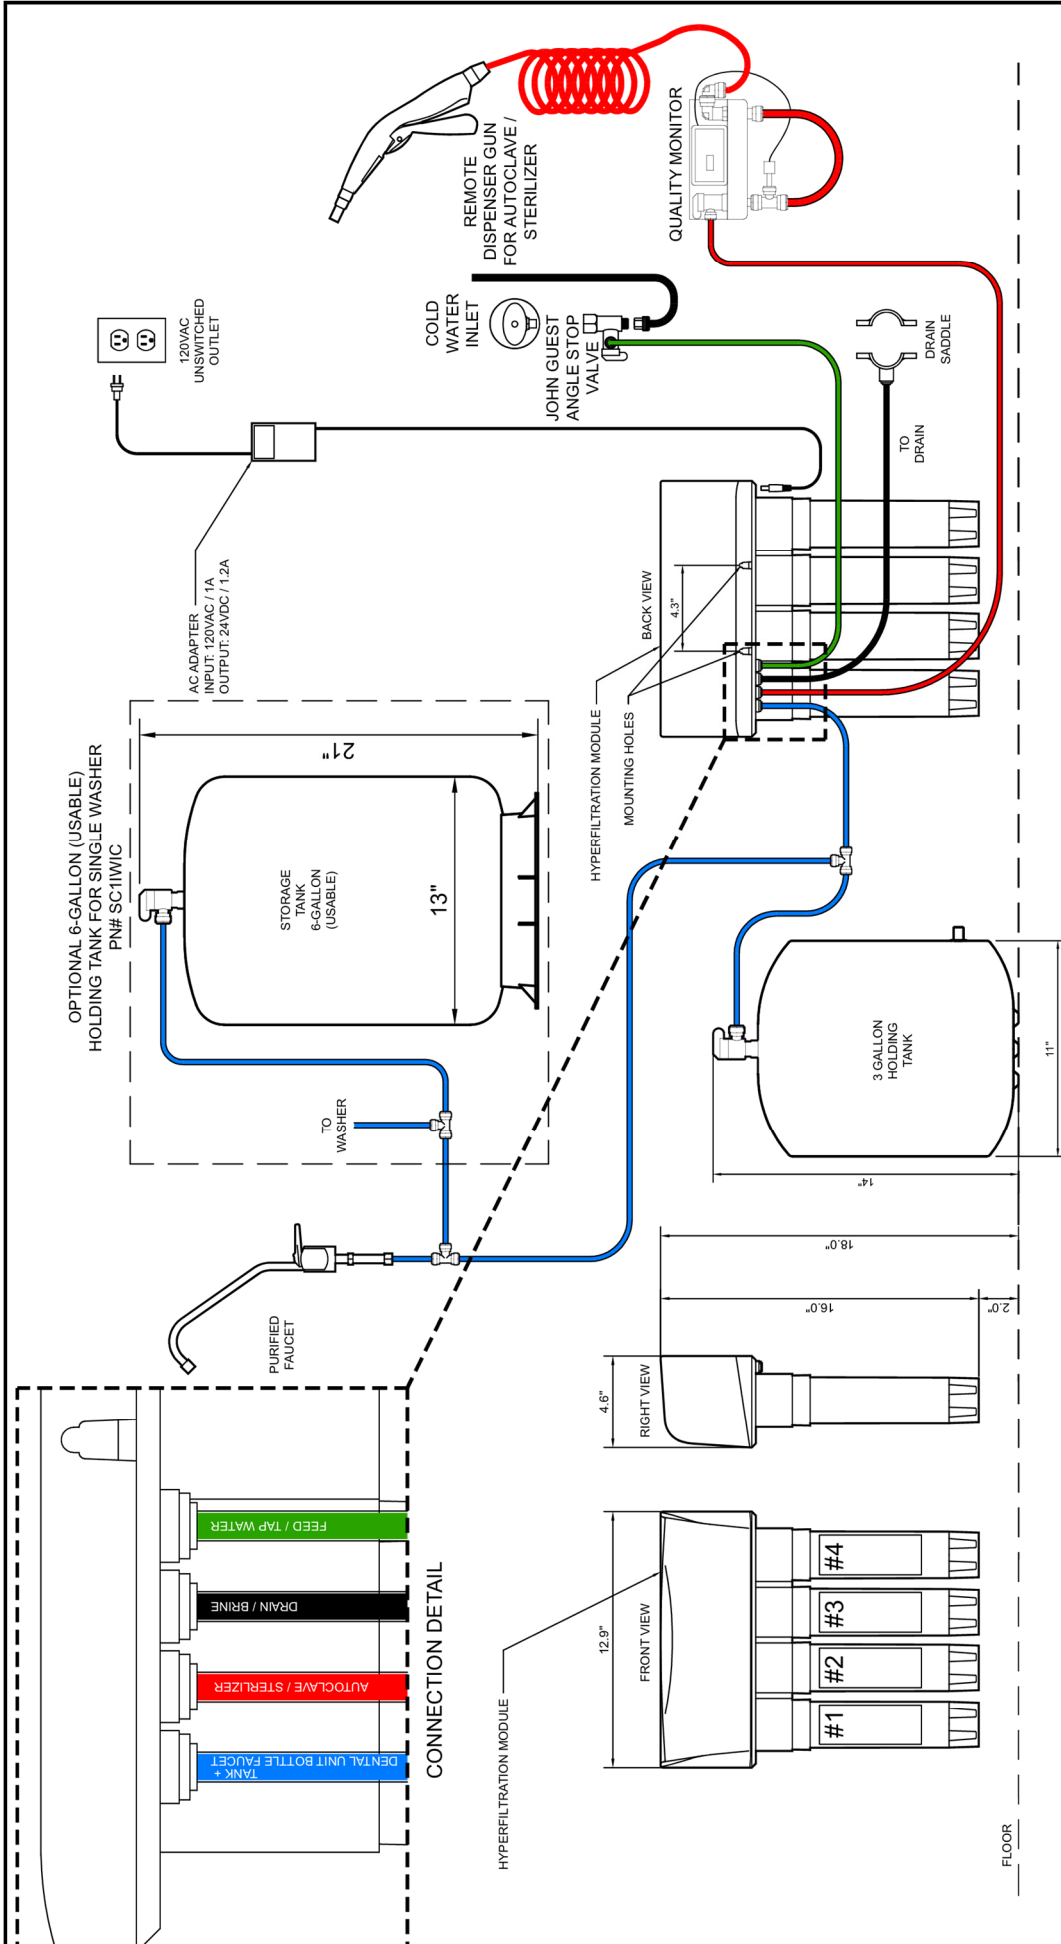 FEED / TAP WATER
DRAIN / BRINE
AUTOCLAVE / STERLIZER
TANK +
DENTAL UNIT BOTTLE FAUCET
CONNECTION DETAIL
PURIFIED
FAUCET
OPTIONAL 6-GALLON (USABLE)
HOLDING TANK FOR SINGLE WASHER
PN# SC1IWIC
21"
STORAGE
TANK
6-GALLON
(USABLE)
13"
TO
WASHER
AC ADAPTER
INPUT: 120VAC / 1A
OUTPUT: 24VDC / 1.2A
120VAC
UNSWITCHED
OUTLET
REMOTE
DISPENSER GUN
FOR AUTOCLAVE /
STERILIZER
COLD
WATER
INLET
JOHN GUEST
ANGLE STOP
VALVE
QUALITY MONITOR
HYPERFILTRATION MODULE
FRONT VIEW
12.9"
#1
#2
#3
#4
RIGHT VIEW
4.6"
18.0"
16.0"
2.0"
3 GALLON
HOLDING
TANK
14"
11"
HYPERFILTRATION MODULE
MOUNTING HOLES
BACK VIEW
4.3"
TO
DRAIN
DRAIN
SADDLE
FLOOR